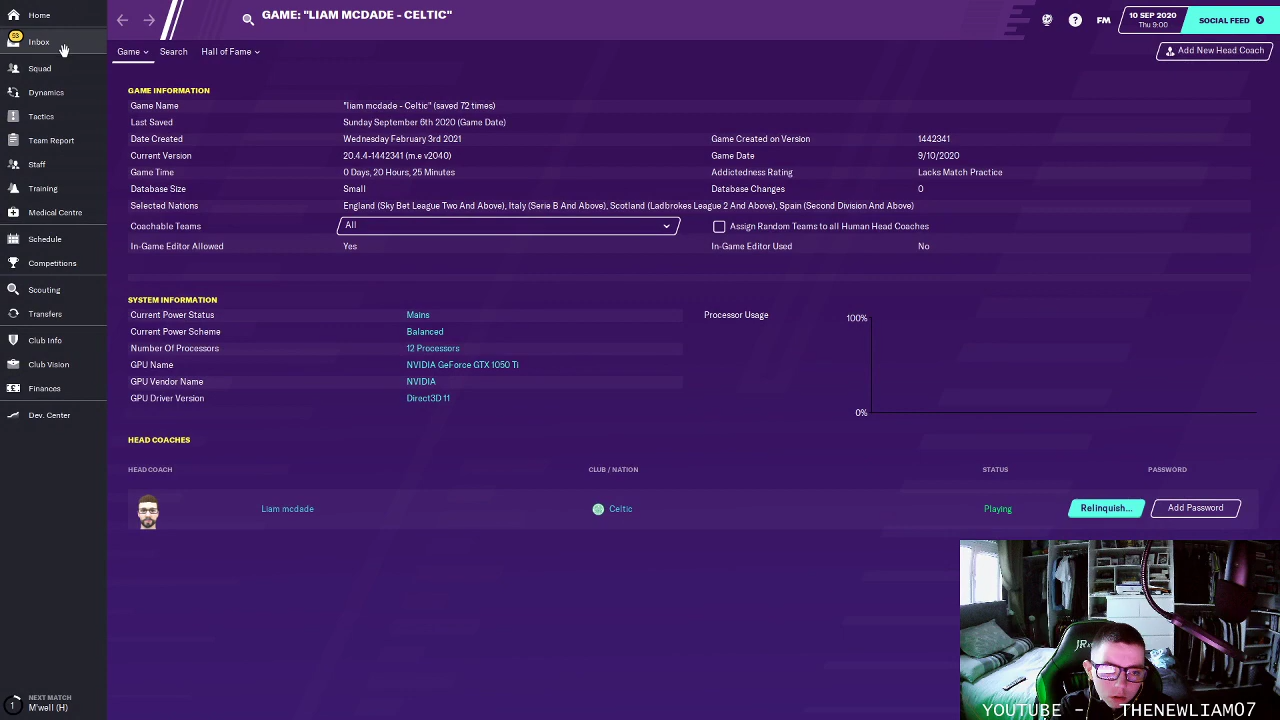 GAME: "LIAM MCDADE - CELTIC"
10 SEP 2020
Thu 9:00
SOCIAL FEED
?
FM
Home
53
Inbox
Squad
Dynamics
Tactics
Team Report
Staff
Training
Medical Centre
Schedule
Competitions
Scouting
Transfers
Club Info
Club Vision
Finances
Dev. Center
1
NEXT MATCH
M'well (H)
Game
Search
Hall of Fame
Add New Head Coach
GAME INFORMATION
Game Name "liam mcdade - Celtic" (saved 72 times)
Last Saved Sunday September 6th 2020 (Game Date)
Date Created Wednesday February 3rd 2021 Game Created on Version 1442341
Current Version 20.4.4-1442341 (m.e v2040) Game Date 9/10/2020
Game Time 0 Days, 20 Hours, 25 Minutes Addictedness Rating Lacks Match Practice
Database Size Small Database Changes 0
Selected Nations England (Sky Bet League Two And Above), Italy (Serie B And Above), Scotland (Ladbrokes League 2 And Above), Spain (Second Division And Above)
Coachable Teams All Assign Random Teams to all Human Head Coaches
In-Game Editor Allowed Yes In-Game Editor Used No
SYSTEM INFORMATION
Current Power Status Mains Processor Usage 100%
Current Power Scheme Balanced
Number Of Processors 12 Processors
GPU Name NVIDIA GeForce GTX 1050 Ti
GPU Vendor Name NVIDIA
GPU Driver Version Direct3D 11
0%
HEAD COACHES
HEAD COACH CLUB / NATION STATUS PASSWORD
Liam mcdade Celtic Playing Relinquish... Add Password
YOUTUBE - THENEWLIAM07